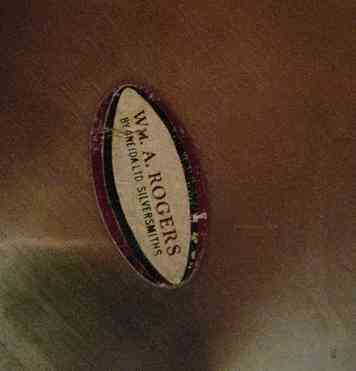 WM. A. ROGERS
BY ONEIDA LTD SILVERSMITHS